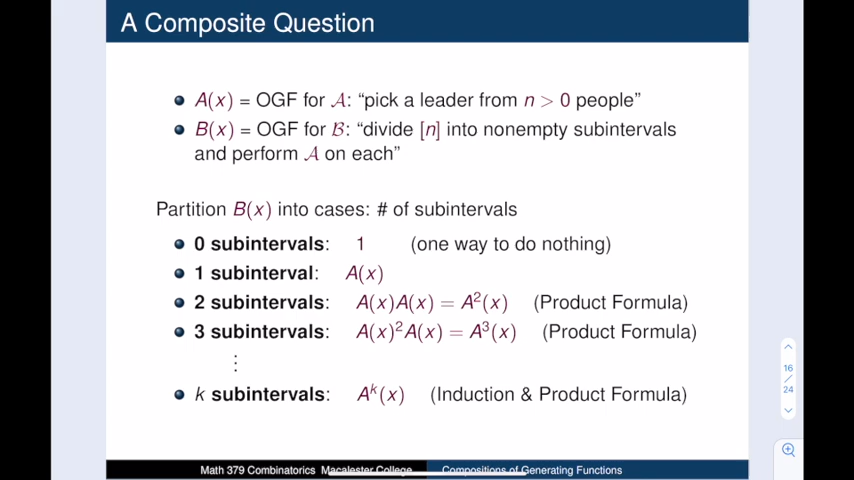 A Composite Question
• A(x) = OGF for 𝒜: “pick a leader from n > 0 people”
• B(x) = OGF for ℬ: “divide [n] into nonempty subintervals
and perform 𝒜 on each”
Partition B(x) into cases: # of subintervals
• 0 subintervals: 1 (one way to do nothing)
• 1 subinterval: A(x)
• 2 subintervals: A(x)A(x) = A²(x) (Product Formula)
• 3 subintervals: A(x)²A(x) = A³(x) (Product Formula)
⋮
• k subintervals: Aᵏ(x) (Induction & Product Formula)
16
/
24
Math 379 Combinatorics Macalester College Compositions of Generating Functions